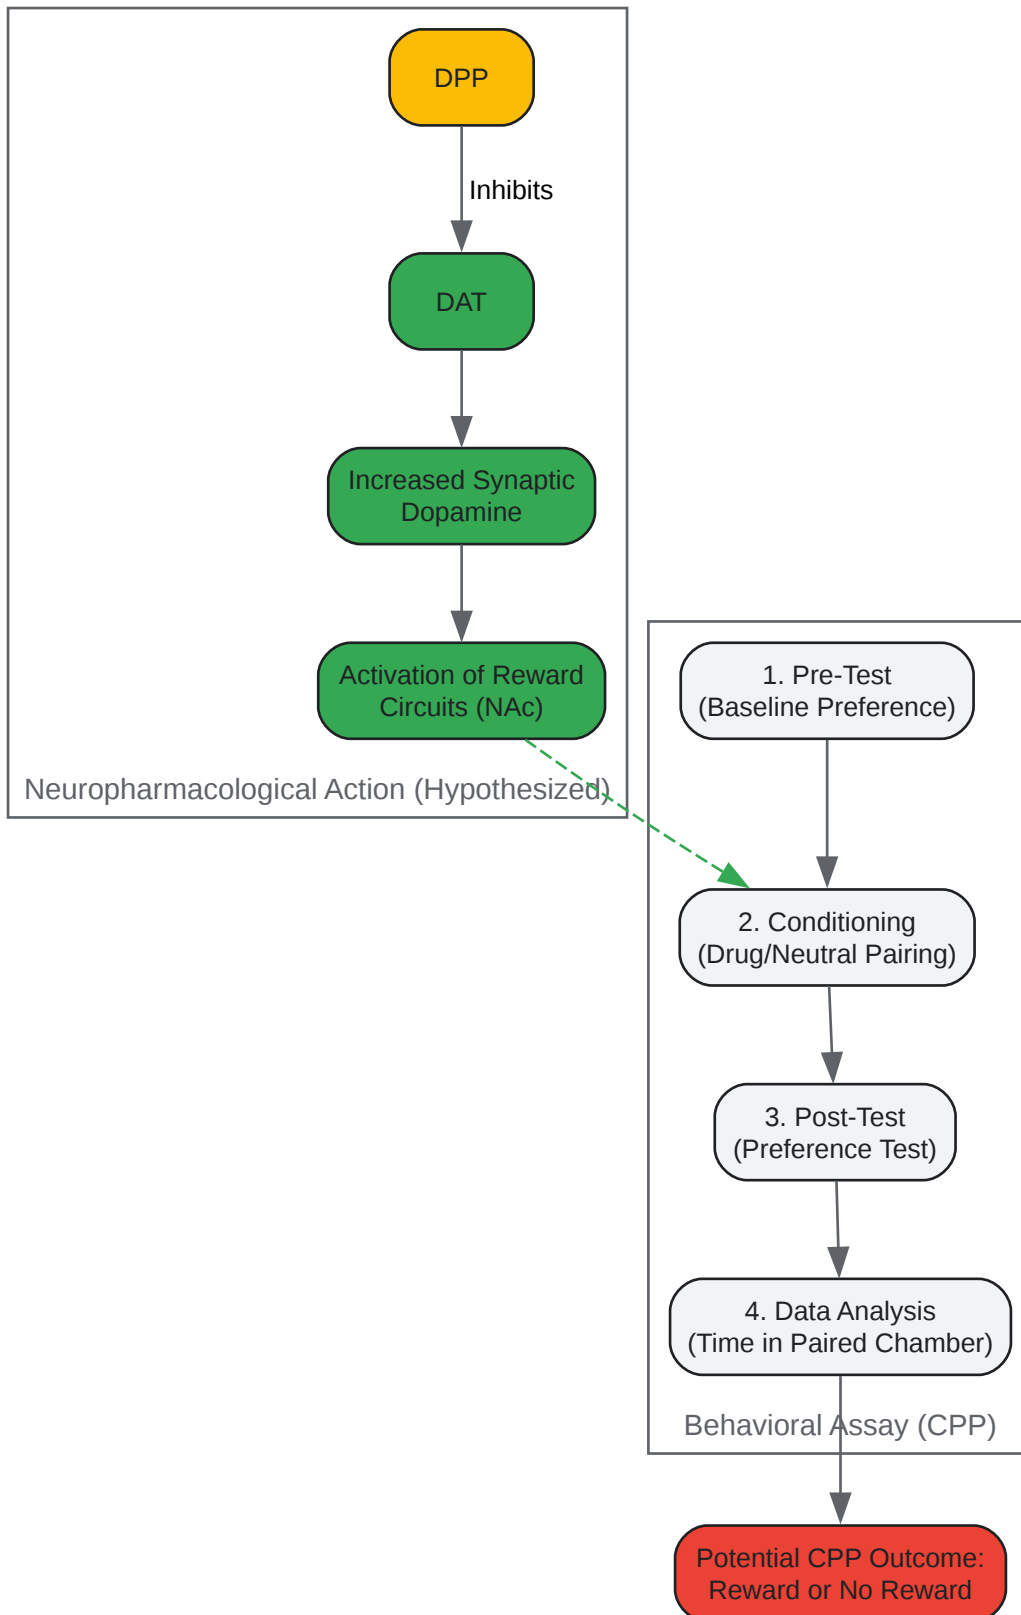 DPP
Inhibits
DAT
Increased Synaptic
Dopamine
Activation of Reward
Circuits (NAc)
Neuropharmacological Action (Hypothesized)
1. Pre-Test
(Baseline Preference)
2. Conditioning
(Drug/Neutral Pairing)
3. Post-Test
(Preference Test)
4. Data Analysis
(Time in Paired Chamber)
Behavioral Assay (CPP)
Potential CPP Outcome:
Reward or No Reward